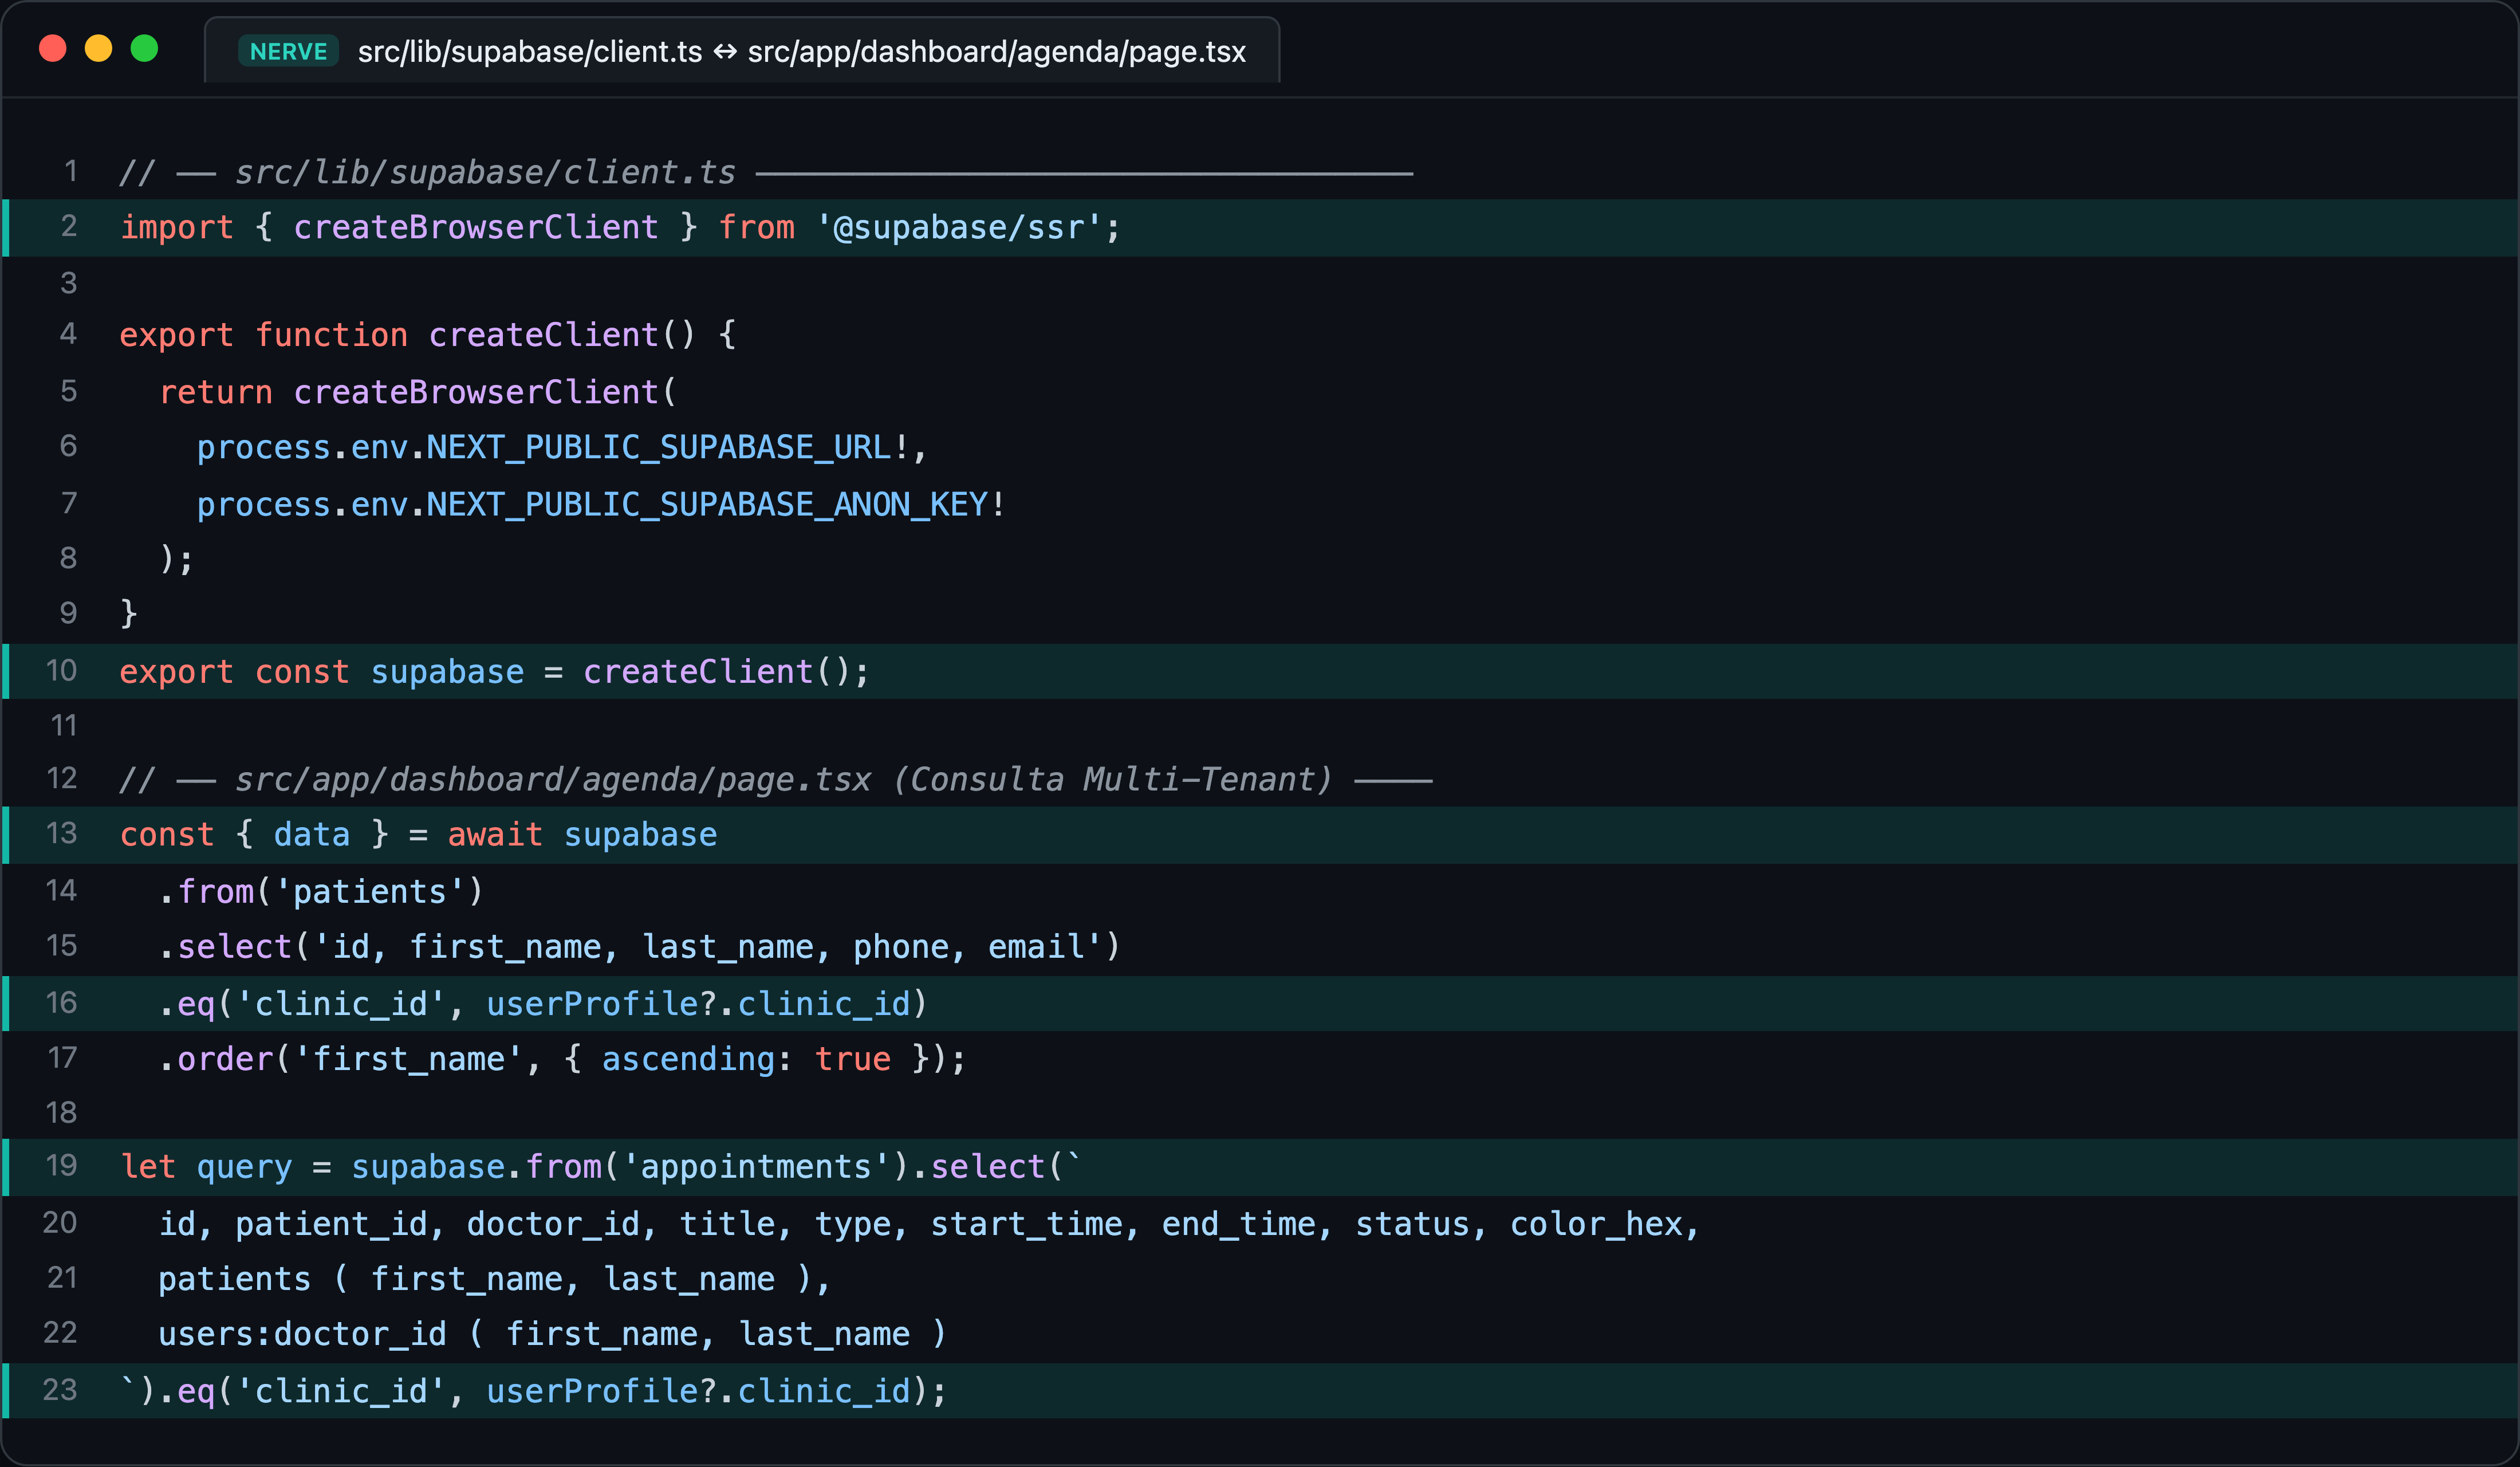 NERVE src/lib/supabase/client.ts ↔ src/app/dashboard/agenda/page.tsx
1 // —— src/lib/supabase/client.ts ——————————————————————————————————
2 import { createBrowserClient } from '@supabase/ssr';
3
4 export function createClient() {
5   return createBrowserClient(
6     process.env.NEXT_PUBLIC_SUPABASE_URL!,
7     process.env.NEXT_PUBLIC_SUPABASE_ANON_KEY!
8   );
9 }
10 export const supabase = createClient();
11
12 // —— src/app/dashboard/agenda/page.tsx (Consulta Multi-Tenant) ————
13 const { data } = await supabase
14   .from('patients')
15   .select('id, first_name, last_name, phone, email')
16   .eq('clinic_id', userProfile?.clinic_id)
17   .order('first_name', { ascending: true });
18
19 let query = supabase.from('appointments').select(`
20   id, patient_id, doctor_id, title, type, start_time, end_time, status, color_hex,
21   patients ( first_name, last_name ),
22   users:doctor_id ( first_name, last_name )
23 `).eq('clinic_id', userProfile?.clinic_id);